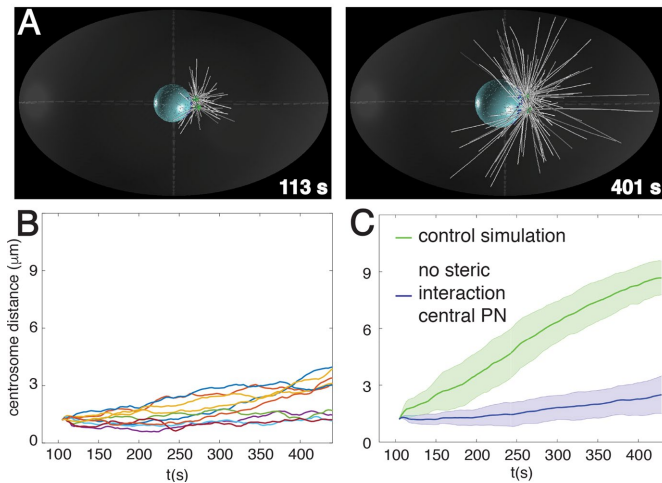 A
113 s
401 s
B
centrosome distance (μm)
9
6
3
0
100 150 200 250 300 350 400
t(s)
C
control simulation
no steric
interaction
central PN
9
6
3
0
100 150 200 250 300 350 400
t(s)